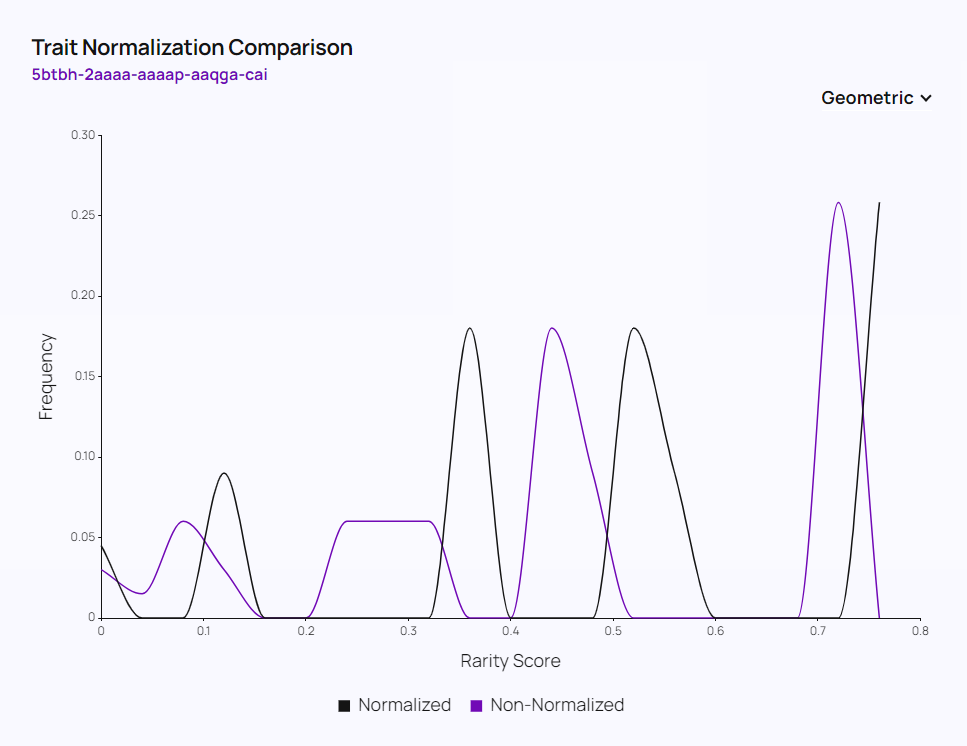 Trait Normalization Comparison
5btbh-2aaaa-aaaap-aaqga-cai
Geometric
0.30
0.25
0.20
0.15
0.10
0.05
0
Frequency
0 0.1 0.2 0.3 0.4 0.5 0.6 0.7 0.8
Rarity Score
Normalized Non-Normalized